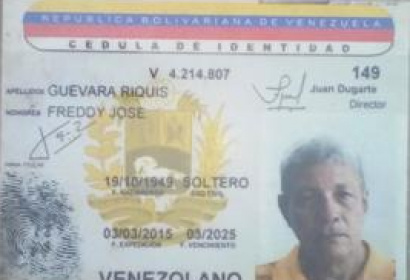 REPUBLICA BOLIVARIANA DE VENEZUELA
CEDULA DE IDENTIDAD
V 4.214.807
149
APELLIDOS GUEVARA RIQUIS
Juan Dugarte
Director
NOMBRES FREDDY JOSE
19/10/1949 SOLTERO
F. NACIMIENTO EDO CIVIL
03/03/2015 03/2025
F. EXPEDICION F. VENCIMIENTO
VENEZOLANO